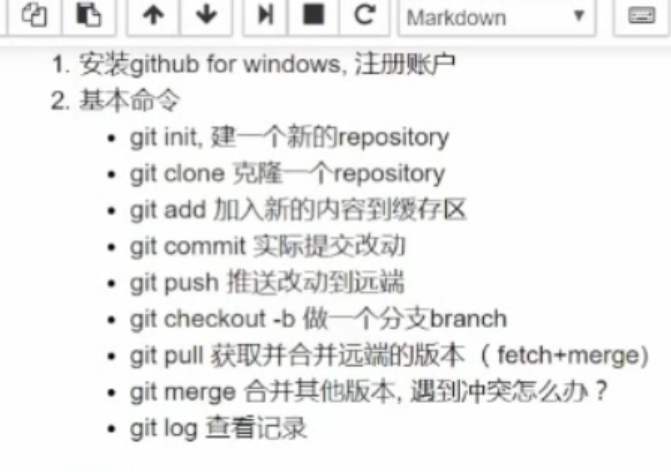 Markdown
1. 安装github for windows, 注册账户
2. 基本命令
• git init, 建一个新的repository
• git clone 克隆一个repository
• git add 加入新的内容到缓存区
• git commit 实际提交改动
• git push 推送改动到远端
• git checkout -b 做一个分支branch
• git pull 获取并合并远端的版本 （ fetch+merge)
• git merge 合并其他版本, 遇到冲突怎么办？
• git log 查看记录